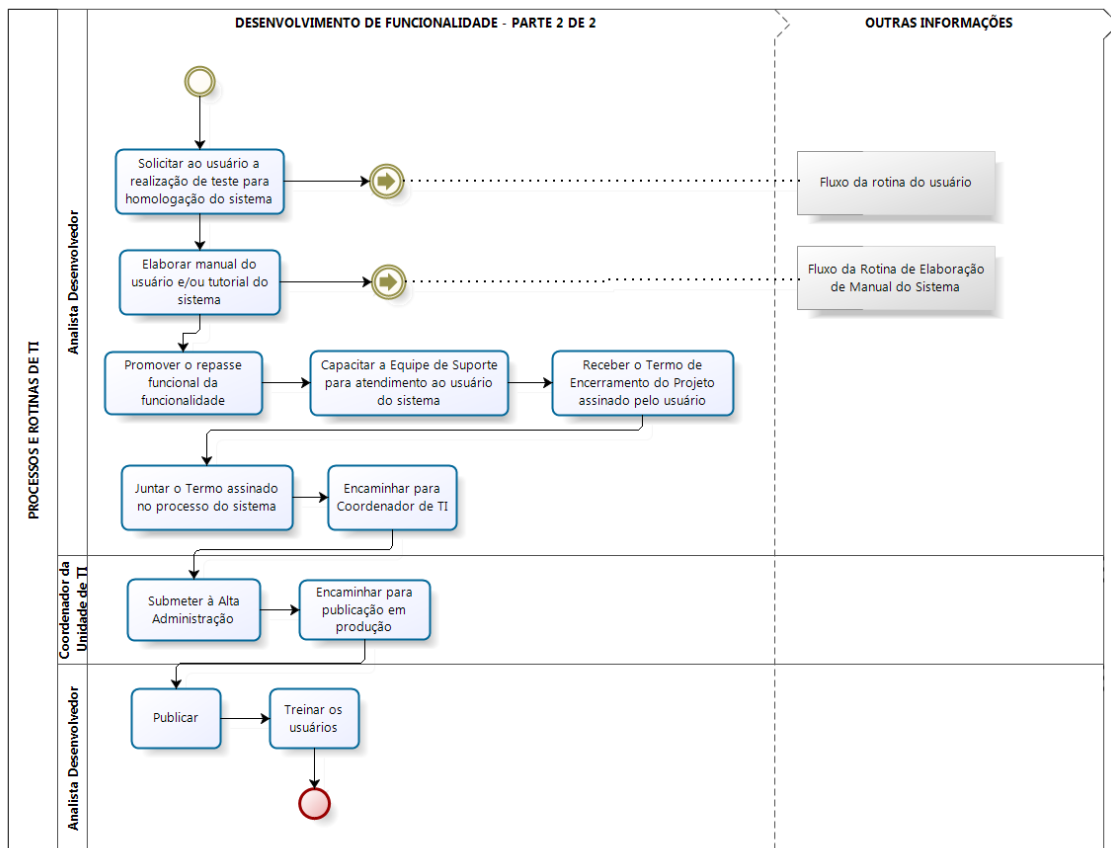 DESENVOLVIMENTO DE FUNCIONALIDADE - PARTE 2 DE 2
OUTRAS INFORMAÇÕES
PROCESSOS E ROTINAS DE TI
Analista Desenvolvedor
Solicitar ao usuário a
realização de teste para
homologação do sistema
Fluxo da rotina do usuário
Elaborar manual do
usuário e/ou tutorial do
sistema
Fluxo da Rotina de Elaboração
de Manual do Sistema
Promover o repasse
funcional da
funcionalidade
Capacitar a Equipe de Suporte
para atendimento ao usuário
do sistema
Receber o Termo de
Encerramento do Projeto
assinado pelo usuário
Juntar o Termo assinado
no processo do sistema
Encaminhar para
Coordenador de TI
Coordenador da
Unidade de TI
Submeter à Alta
Administração
Encaminhar para
publicação em
produção
Analista Desenvolvedor
Publicar
Treinar os
usuários